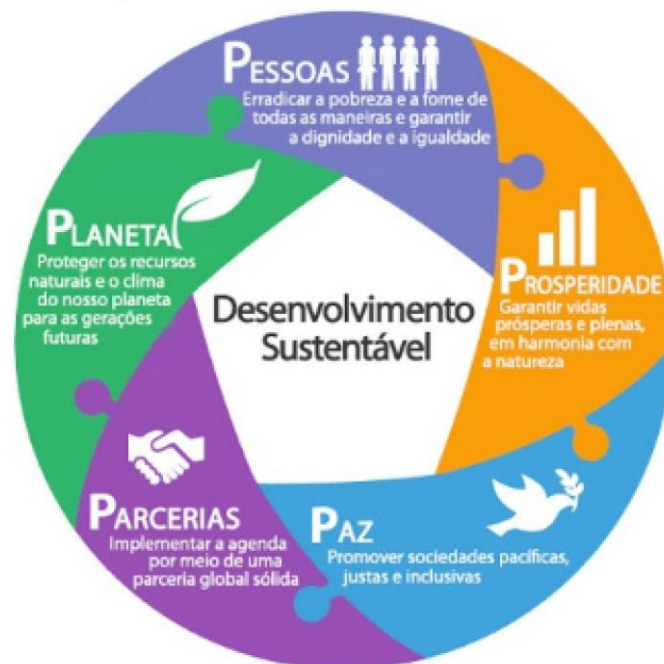 PESSOAS
Erradicar a pobreza e a fome de
todas as maneiras e garantir
a dignidade e a igualdade
PROSPERIDADE
Garantir vidas
prósperas e plenas,
em harmonia com
a natureza
PAZ
Promover sociedades pacíficas,
justas e inclusivas
PARCERIAS
Implementar a agenda
por meio de uma
parceria global sólida
PLANETA
Proteger os recursos
naturais e o clima
do nosso planeta
para as gerações
futuras
Desenvolvimento
Sustentável